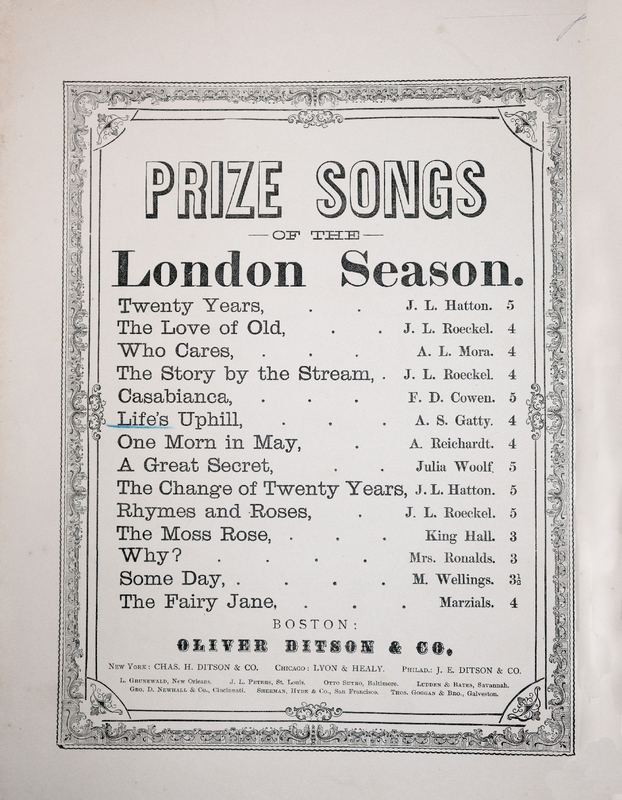 PRIZE SONGS
— OF THE —
London Season.
Twenty Years, . . J. L. Hatton. 5
The Love of Old, . . J. L. Roeckel. 4
Who Cares, . . . A. L. Mora. 4
The Story by the Stream, . J. L. Roeckel. 4
Casabianca, . . . F. D. Cowen. 5
Life's Uphill, . . . A. S. Gatty. 4
One Morn in May, . A. Reichardt. 4
A Great Secret, . . Julia Woolf. 5
The Change of Twenty Years, J. L. Hatton. 5
Rhymes and Roses, . J. L. Roeckel. 5
The Moss Rose, . . . King Hall. 3
Why? . . . . Mrs. Ronalds. 3
Some Day, . . . . M. Wellings. 3½
The Fairy Jane, . . . Marzials. 4
BOSTON:
OLIVER DITSON & CO.
NEW YORK: CHAS. H. DITSON & CO. CHICAGO: LYON & HEALY. PHILAD.: J. E. DITSON & CO.
L. GRUNEWALD, New Orleans. J. L. PETERS, St. Louis. OTTO SUTRO, Baltimore. LUDDEN & BATES, Savannah.
GEO. D. NEWHALL & CO., Cincinnati. SHERMAN, HYDE & CO., San Francisco. THOS. GOGGAN & BRO., Galveston.